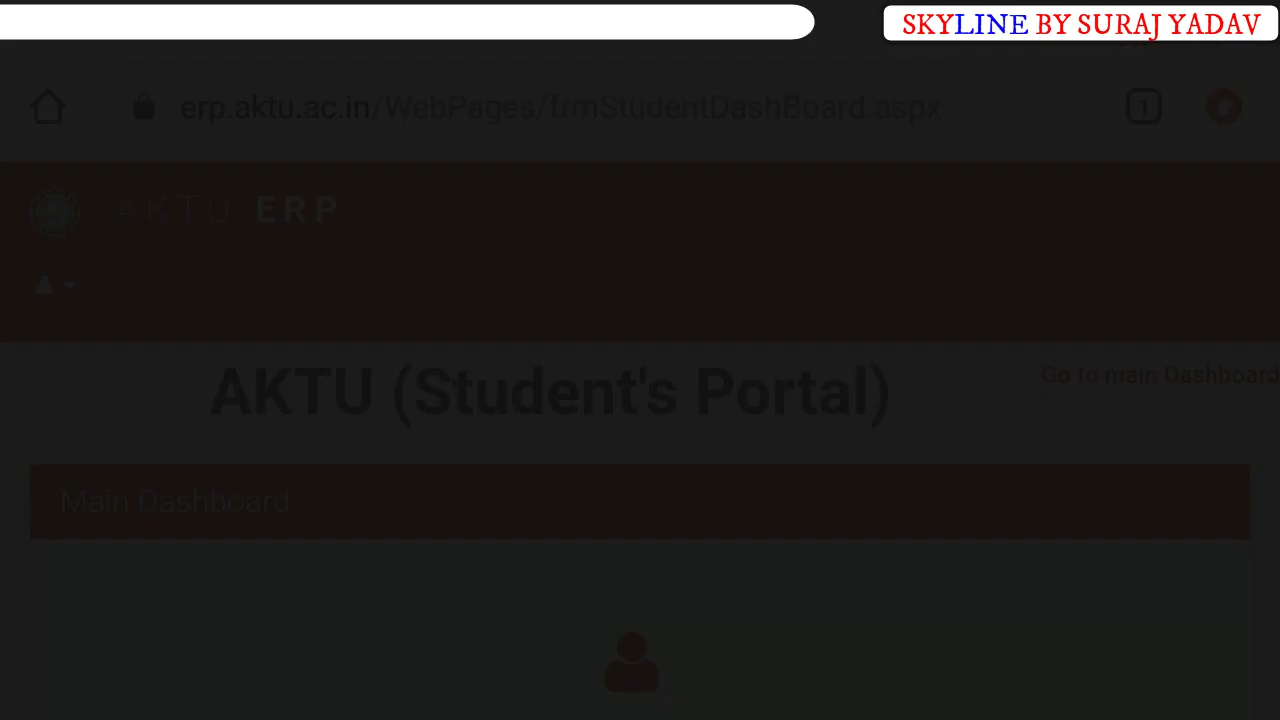 SKYLINE BY SURAJ YADAV
erp.aktu.ac.in/WebPages/frmStudentDashBoard.aspx
1
AKTU ERP
AKTU (Student's Portal)
Go to main Dashboard
Main Dashboard